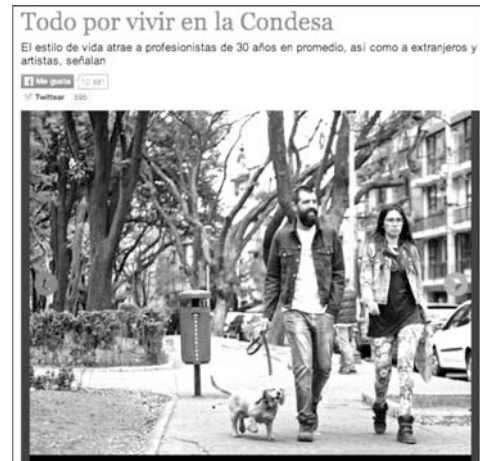 Todo por vivir en la Condesa
El estilo de vida atrae a profesionistas de 30 años en promedio, así como a extranjeros y
artistas, señalan
Me gusta
Twittear 595